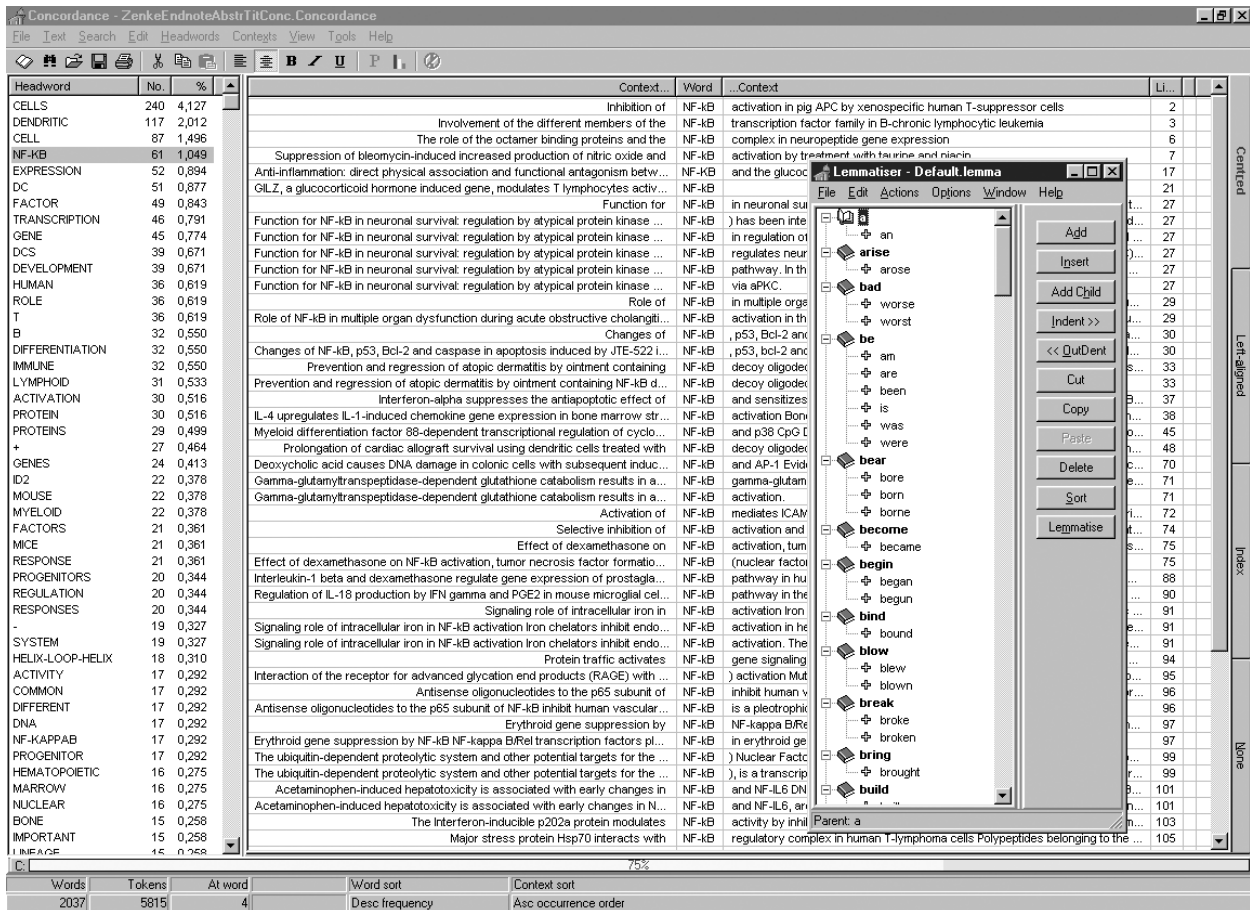 Concordance - ZenkeEndnoteAbstrTitConc.Concordance
File Text Search Edit Headwords Contexts View Tools Help
Headword No. %
CELLS 240 4,127
DENDRITIC 117 2,012
CELL 87 1,496
NF-KB 61 1,049
EXPRESSION 52 0,894
DC 51 0,877
FACTOR 49 0,843
TRANSCRIPTION 46 0,791
GENE 45 0,774
DCS 39 0,671
DEVELOPMENT 39 0,671
HUMAN 36 0,619
ROLE 36 0,619
T 36 0,619
B 32 0,550
DIFFERENTIATION 32 0,550
IMMUNE 32 0,550
LYMPHOID 31 0,533
ACTIVATION 30 0,516
PROTEIN 30 0,516
PROTEINS 29 0,499
+ 27 0,464
GENES 24 0,413
ID2 22 0,378
MOUSE 22 0,378
MYELOID 22 0,378
FACTORS 21 0,361
MICE 21 0,361
RESPONSE 21 0,361
PROGENITORS 20 0,344
REGULATION 20 0,344
RESPONSES 20 0,344
- 19 0,327
SYSTEM 19 0,327
HELIX-LOOP-HELIX 18 0,310
ACTIVITY 17 0,292
COMMON 17 0,292
DIFFERENT 17 0,292
DNA 17 0,292
NF-KAPPAB 17 0,292
PROGENITOR 17 0,292
HEMATOPOIETIC 16 0,275
MARROW 16 0,275
NUCLEAR 16 0,275
BONE 15 0,258
IMPORTANT 15 0,258
LINEAGE 15 0,258
Context... Word ...Context Li...
Inhibition of NF-kB activation in pig APC by xenospecific human T-suppressor cells 2
Involvement of the different members of the NF-kB transcription factor family in B-chronic lymphocytic leukemia 3
The role of the octamer binding proteins and the NF-kB complex in neuropeptide gene expression 6
Suppression of bleomycin-induced increased production of nitric oxide and NF-kB activation by treatment with taurine and niacin 7
Anti-inflammation: direct physical association and functional antagonism betw... NF-KB and the glucoc 17
GILZ, a glucocorticoid hormone induced gene, modulates T lymphocytes activ... NF-kB 21
Function for NF-kB in neuronal sur t... 27
Function for NF-kB in neuronal survival: regulation by atypical protein kinase ... NF-kB ) has been inte d... 27
Function for NF-kB in neuronal survival: regulation by atypical protein kinase ... NF-kB in regulation of ... 27
Function for NF-kB in neuronal survival: regulation by atypical protein kinase ... NF-kB regulates neur )... 27
Function for NF-kB in neuronal survival: regulation by atypical protein kinase ... NF-kB pathway. In th ... 27
Function for NF-kB in neuronal survival: regulation by atypical protein kinase ... NF-kB via aPKC. 27
Role of NF-kB in multiple orga ... 29
Role of NF-kB in multiple organ dysfunction during acute obstructive cholangiti... NF-kB activation in th u... 29
Changes of NF-kB , p53, Bcl-2 and ... 30
Changes of NF-kB, p53, Bcl-2 and caspase in apoptosis induced by JTE-522 i... NF-kB , p53, bcl-2 and ... 30
Prevention and regression of atopic dermatitis by ointment containing NF-kB decoy oligodec s... 33
Prevention and regression of atopic dermatitis by ointment containing NF-kB d... NF-kB decoy oligodec ... 33
Interferon-alpha suppresses the antiapoptotic effect of NF-kB and sensitizes B... 37
IL-4 upregulates IL-1-induced chemokine gene expression in bone marrow str... NF-kB activation Bone n... 38
Myeloid differentiation factor 88-dependent transcriptional regulation of cyclo... NF-kB and p38 CpG D o... 45
Prolongation of cardiac allograft survival using dendritic cells treated with NF-kB decoy oligodec n... 48
Deoxycholic acid causes DNA damage in colonic cells with subsequent induc... NF-kB and AP-1 Evide c... 70
Gamma-glutamyltranspeptidase-dependent glutathione catabolism results in a... NF-kB gamma-glutam e... 71
Gamma-glutamyltranspeptidase-dependent glutathione catabolism results in a... NF-kB activation. 71
Activation of NF-kB mediates ICAM ri... 72
Selective inhibition of NF-kB activation and at... 74
Effect of dexamethasone on NF-kB activation, tum s... 75
Effect of dexamethasone on NF-kB activation, tumor necrosis factor formatio... NF-kB (nuclear factor ... 75
Interleukin-1 beta and dexamethasone regulate gene expression of prostagla... NF-kB pathway in hu ... 88
Regulation of IL-18 production by IFN gamma and PGE2 in mouse microglial cel... NF-kB pathway in the ... 90
Signaling role of intracellular iron in NF-kB activation Iron ... 91
Signaling role of intracellular iron in NF-kB activation Iron chelators inhibit endo... NF-kB activation in he e... 91
Signaling role of intracellular iron in NF-kB activation Iron chelators inhibit endo... NF-kB activation. The n... 91
Protein traffic activates NF-kB gene signaling 94
Interaction of the receptor for advanced glycation end products (RAGE) with ... NF-kB ) activation Mut o... 95
Antisense oligonucleotides to the p65 subunit of NF-kB inhibit human v or... 96
Antisense oligonucleotides to the p65 subunit of NF-kB inhibit human vascular... NF-kB is a pleotrophic ... 96
Erythroid gene suppression by NF-kB NF-kappa B/Re ... 97
Erythroid gene suppression by NF-kB NF-kappa B/Rel transcription factors pl... NF-kB in erythroid ge 97
The ubiquitin-dependent proteolytic system and other potential targets for the ... NF-kB ) Nuclear Facto o... 99
The ubiquitin-dependent proteolytic system and other potential targets for the ... NF-kB ), is a transcrip r... 99
Acetaminophen-induced hepatotoxicity is associated with early changes in NF-kB and NF-IL6 DN B... 101
Acetaminophen-induced hepatotoxicity is associated with early changes in N... NF-kB and NF-IL6, are n... 101
The Interferon-inducible p202a protein modulates NF-kB activity by inhib n... 103
Major stress protein Hsp70 interacts with NF-kB regulatory complex in human T-lymphoma cells Polypeptides belonging to the ... 105
Lemmatiser - Default.lemma
File Edit Actions Options Window Help
a
an
arise
arose
bad
worse
worst
be
am
are
been
is
was
were
bear
bore
born
borne
become
became
begin
began
begun
bind
bound
blow
blew
blown
break
broke
broken
bring
brought
build
Add
Insert
Add Child
Indent >>
<< OutDent
Cut
Copy
Paste
Delete
Sort
Lemmatise
Parent: a
Centred
Left-aligned
Index
None
C: 75%
Words Tokens At word Word sort Context sort
2037 5815 4 Desc frequency Asc occurrence order